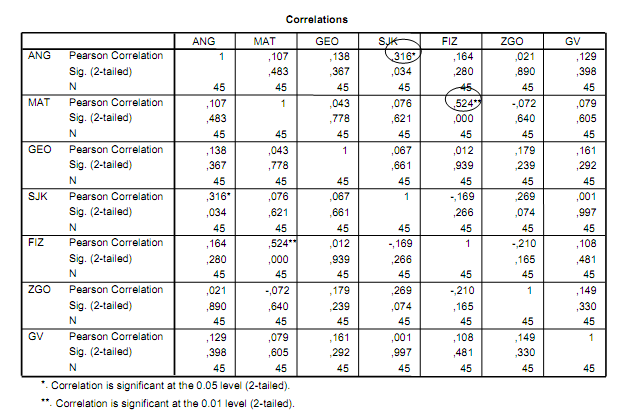 Correlations
ANG MAT GEO SJK FIZ ZGO GV
ANG Pearson Correlation 1 ,107 ,138 ,316* ,164 ,021 ,129
Sig. (2-tailed) ,483 ,367 ,034 ,280 ,890 ,398
N 45 45 45 45 45 45 45
MAT Pearson Correlation ,107 1 ,043 ,076 ,524** -,072 ,079
Sig. (2-tailed) ,483 ,778 ,621 ,000 ,640 ,605
N 45 45 45 45 45 45 45
GEO Pearson Correlation ,138 ,043 1 ,067 ,012 ,179 ,161
Sig. (2-tailed) ,367 ,778 ,661 ,939 ,239 ,292
N 45 45 45 45 45 45 45
SJK Pearson Correlation ,316* ,076 ,067 1 -,169 ,269 ,001
Sig. (2-tailed) ,034 ,621 ,661 ,266 ,074 ,997
N 45 45 45 45 45 45 45
FIZ Pearson Correlation ,164 ,524** ,012 -,169 1 -,210 ,108
Sig. (2-tailed) ,280 ,000 ,939 ,266 ,165 ,481
N 45 45 45 45 45 45 45
ZGO Pearson Correlation ,021 -,072 ,179 ,269 -,210 1 ,149
Sig. (2-tailed) ,890 ,640 ,239 ,074 ,165 ,330
N 45 45 45 45 45 45 45
GV Pearson Correlation ,129 ,079 ,161 ,001 ,108 ,149 1
Sig. (2-tailed) ,398 ,605 ,292 ,997 ,481 ,330
N 45 45 45 45 45 45 45
*. Correlation is significant at the 0.05 level (2-tailed).
**. Correlation is significant at the 0.01 level (2-tailed).